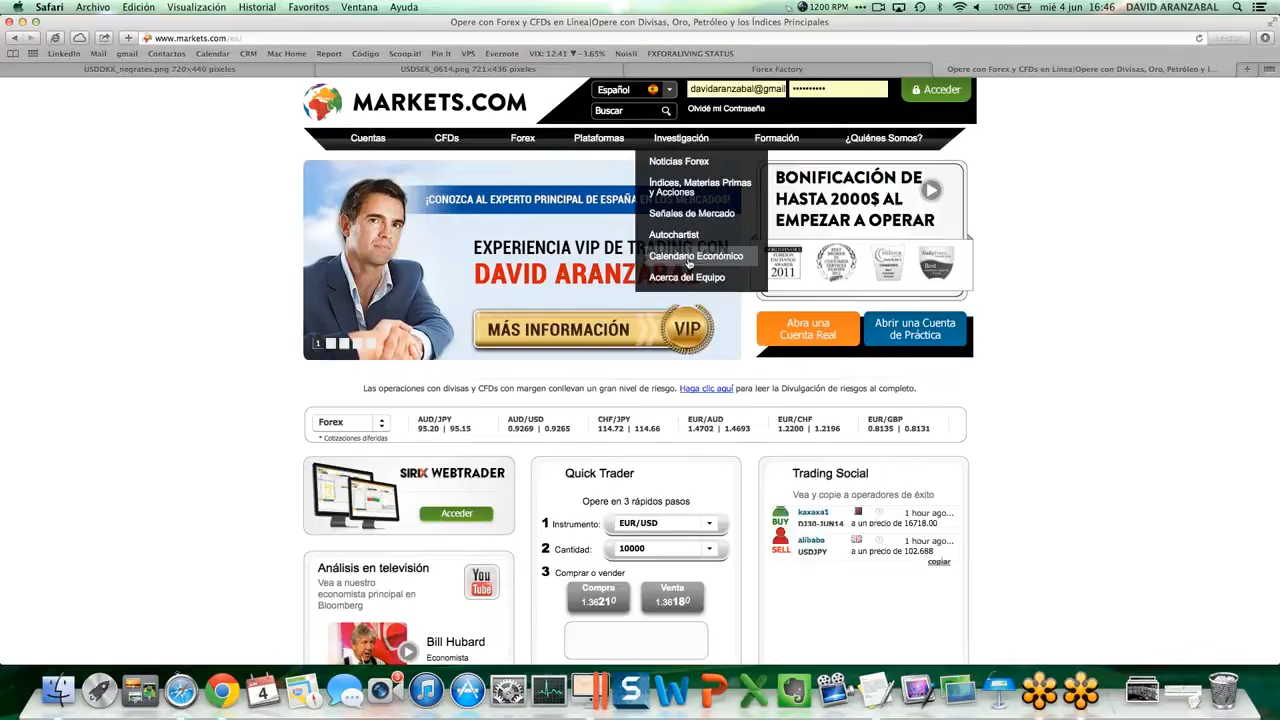 Safari Archivo Edición Visualización Historial Favoritos Ventana Ayuda 1200 RPM 100% mié 4 jun 16:46 DAVID ARANZABAL
Opere con Forex y CFDs en Línea|Opere con Divisas, Oro, Petróleo y los Índices Principales
www.markets.com/es/
LinkedIn Mail gmail Contactos Calendar CRM Mac Home Report Código Scoop.it! Pin It VPS Evernote VIX: 12.41 ▼-3.65% Noisli FXFORALIVING STATUS
USDDKK_negrates.png 720×440 pixeles USDSEK_0614.png 721×436 pixeles Forex Factory Opere con Forex y CFDs en Línea|Opere con Divisas, Oro, Petróleo y los I...
MARKETS.COM
Español davidaranzabal@gmail •••••••••• Acceder
Buscar Olvidé mi Contraseña
Cuentas CFDs Forex Plataformas Investigación Formación ¿Quiénes Somos?
Noticias Forex
Índices, Materias Primas
y Acciones
Señales de Mercado
Autochartist
Calendario Económico
Acerca del Equipo
¡CONOZCA AL EXPERTO PRINCIPAL DE ESPAÑA EN LOS MERCADOS!
EXPERIENCIA VIP DE TRADING CON
DAVID ARANZABAL
MÁS INFORMACIÓN VIP
1
BONIFICACIÓN DE
HASTA 2000$ AL
EMPEZAR A OPERAR
2011
Abra una
Cuenta Real
Abrir una Cuenta
de Práctica
Las operaciones con divisas y CFDs con margen conllevan un gran nivel de riesgo. Haga clic aquí para leer la Divulgación de riesgos al completo.
Forex
* Cotizaciones diferidas
AUD/JPY
95.20 | 95.15
AUD/USD
0.9269 | 0.9265
CHF/JPY
114.72 | 114.66
EUR/AUD
1.4702 | 1.4693
EUR/CHF
1.2200 | 1.2196
EUR/GBP
0.8135 | 0.8131
SIRIX WEBTRADER
Acceder
Análisis en televisión
Vea a nuestro
economista principal en
Bloomberg
You
Tube
Bill Hubard
Economista
Quick Trader
Opere en 3 rápidos pasos
1 Instrumento: EUR/USD
2 Cantidad: 10000
3 Comprar o vender
Compra
1.36210
Venta
1.36180
Trading Social
Vea y copie a operadores de éxito
BUY kaxaxa1 1 hour ago...
DJ30-JUN14 a un precio de 16718.00
SELL alibaba 1 hour ago...
USDJPY a un precio de 102.688
copiar